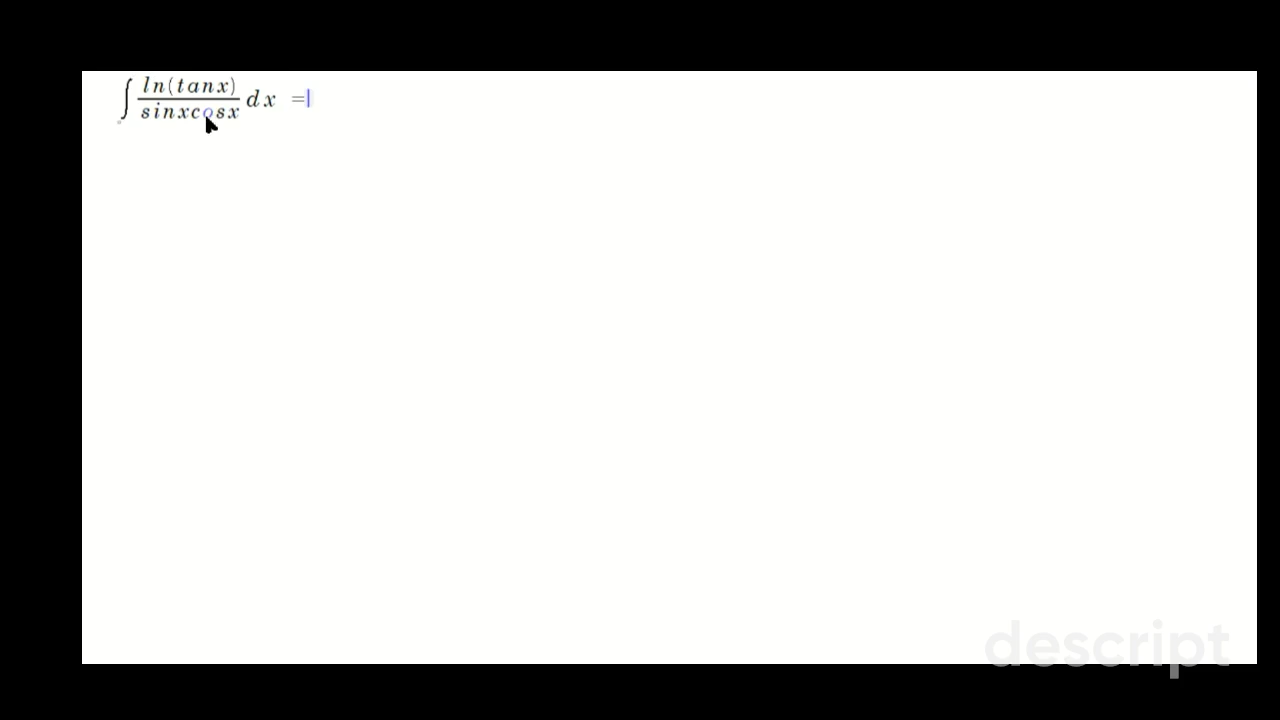 ∫ ln(tanx)/sinxcosx dx =
descript